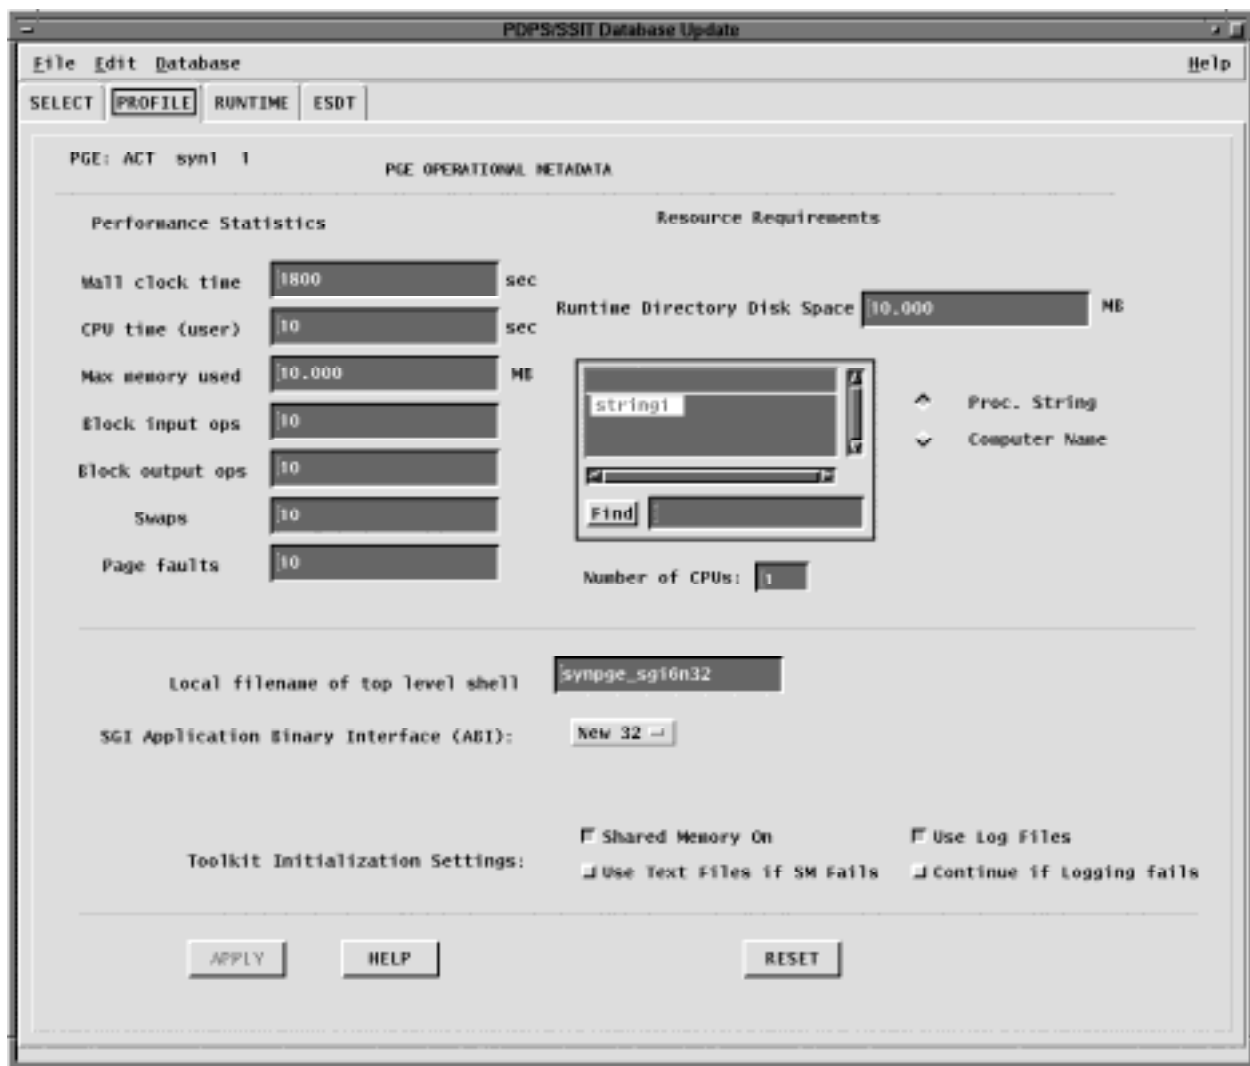 PDPS/SSIT Database Update
File Edit Database Help
SELECT PROFILE RUNTIME ESDT
PGE: ACT syn1 1
PGE OPERATIONAL METADATA
Performance Statistics
Resource Requirements
Wall clock time 1800 sec
CPU time (user) 10 sec
Runtime Directory Disk Space 10.000 MB
Max memory used 10.000 MB
Block input ops 10
Block output ops 10
Swaps 10
Page faults 10
string1
Proc. String
Computer Name
Find
Number of CPUs: 1
Local filename of top level shell synpge_sgi6n32
SGI Application Binary Interface (ABI): New 32
Toolkit Initialization Settings:
Shared Memory On
Use Log Files
Use Text Files if SM Fails
Continue if Logging fails
APPLY HELP RESET